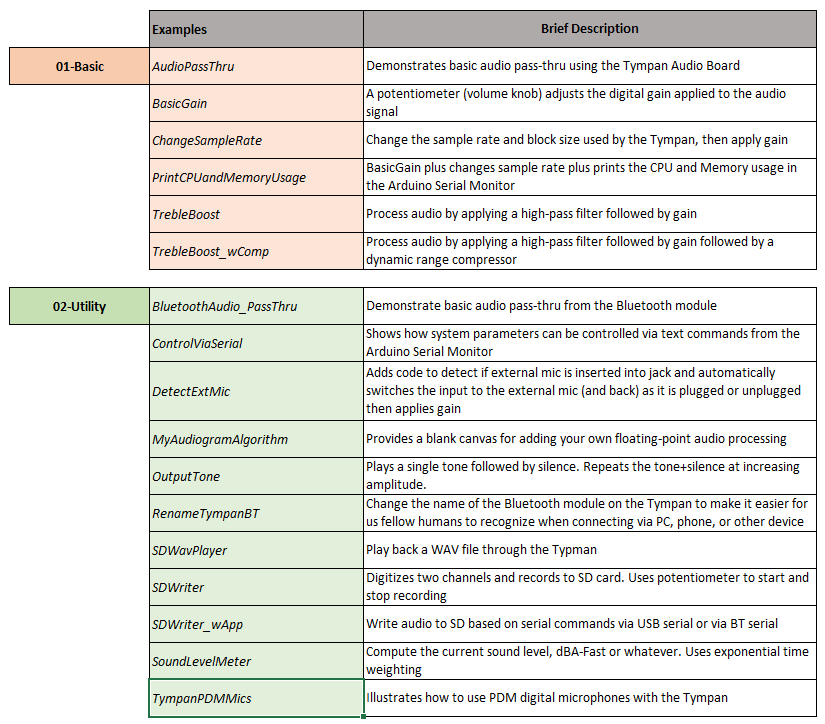 Examples Brief Description
01-Basic AudioPassThru Demonstrates basic audio pass-thru using the Tympan Audio Board
BasicGain A potentiometer (volume knob) adjusts the digital gain applied to the audio
signal
ChangeSampleRate Change the sample rate and block size used by the Tympan, then apply gain
PrintCPUandMemoryUsage BasicGain plus changes sample rate plus prints the CPU and Memory usage in
the Arduino Serial Monitor
TrebleBoost Process audio by applying a high-pass filter followed by gain
TrebleBoost_wComp Process audio by applying a high-pass filter followed by gain followed by a
dynamic range compressor
02-Utility BluetoothAudio_PassThru Demonstrate basic audio pass-thru from the Bluetooth module
ControlViaSerial Shows how system parameters can be controlled via text commands from the
Arduino Serial Monitor
DetectExtMic Adds code to detect if external mic is inserted into jack and automatically
switches the input to the external mic (and back) as it is plugged or unplugged
then applies gain
MyAudiogramAlgorithm Provides a blank canvas for adding your own floating-point audio processing
OutputTone Plays a single tone followed by silence. Repeats the tone+silence at increasing
amplitude.
RenameTympanBT Change the name of the Bluetooth module on the Tympan to make it easier for
us fellow humans to recognize when connecting via PC, phone, or other device
SDWavPlayer Play back a WAV file through the Typman
SDWriter Digitizes two channels and records to SD card. Uses potentiometer to start and
stop recording
SDWriter_wApp Write audio to SD based on serial commands via USB serial or via BT serial
SoundLevelMeter Compute the current sound level, dBA-Fast or whatever. Uses exponential time
weighting
TympanPDMMics Illustrates how to use PDM digital microphones with the Tympan